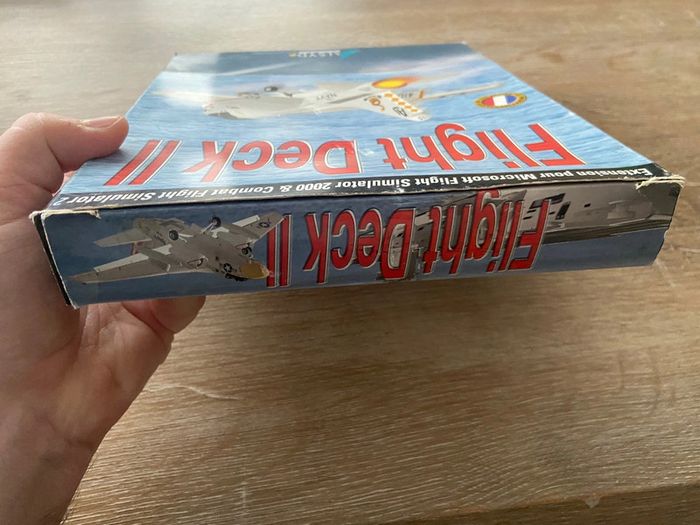 Flight Deck II
Extension pour Microsoft Flight Simulator 2000 & Combat Flight Simulator 2
Flight Deck II